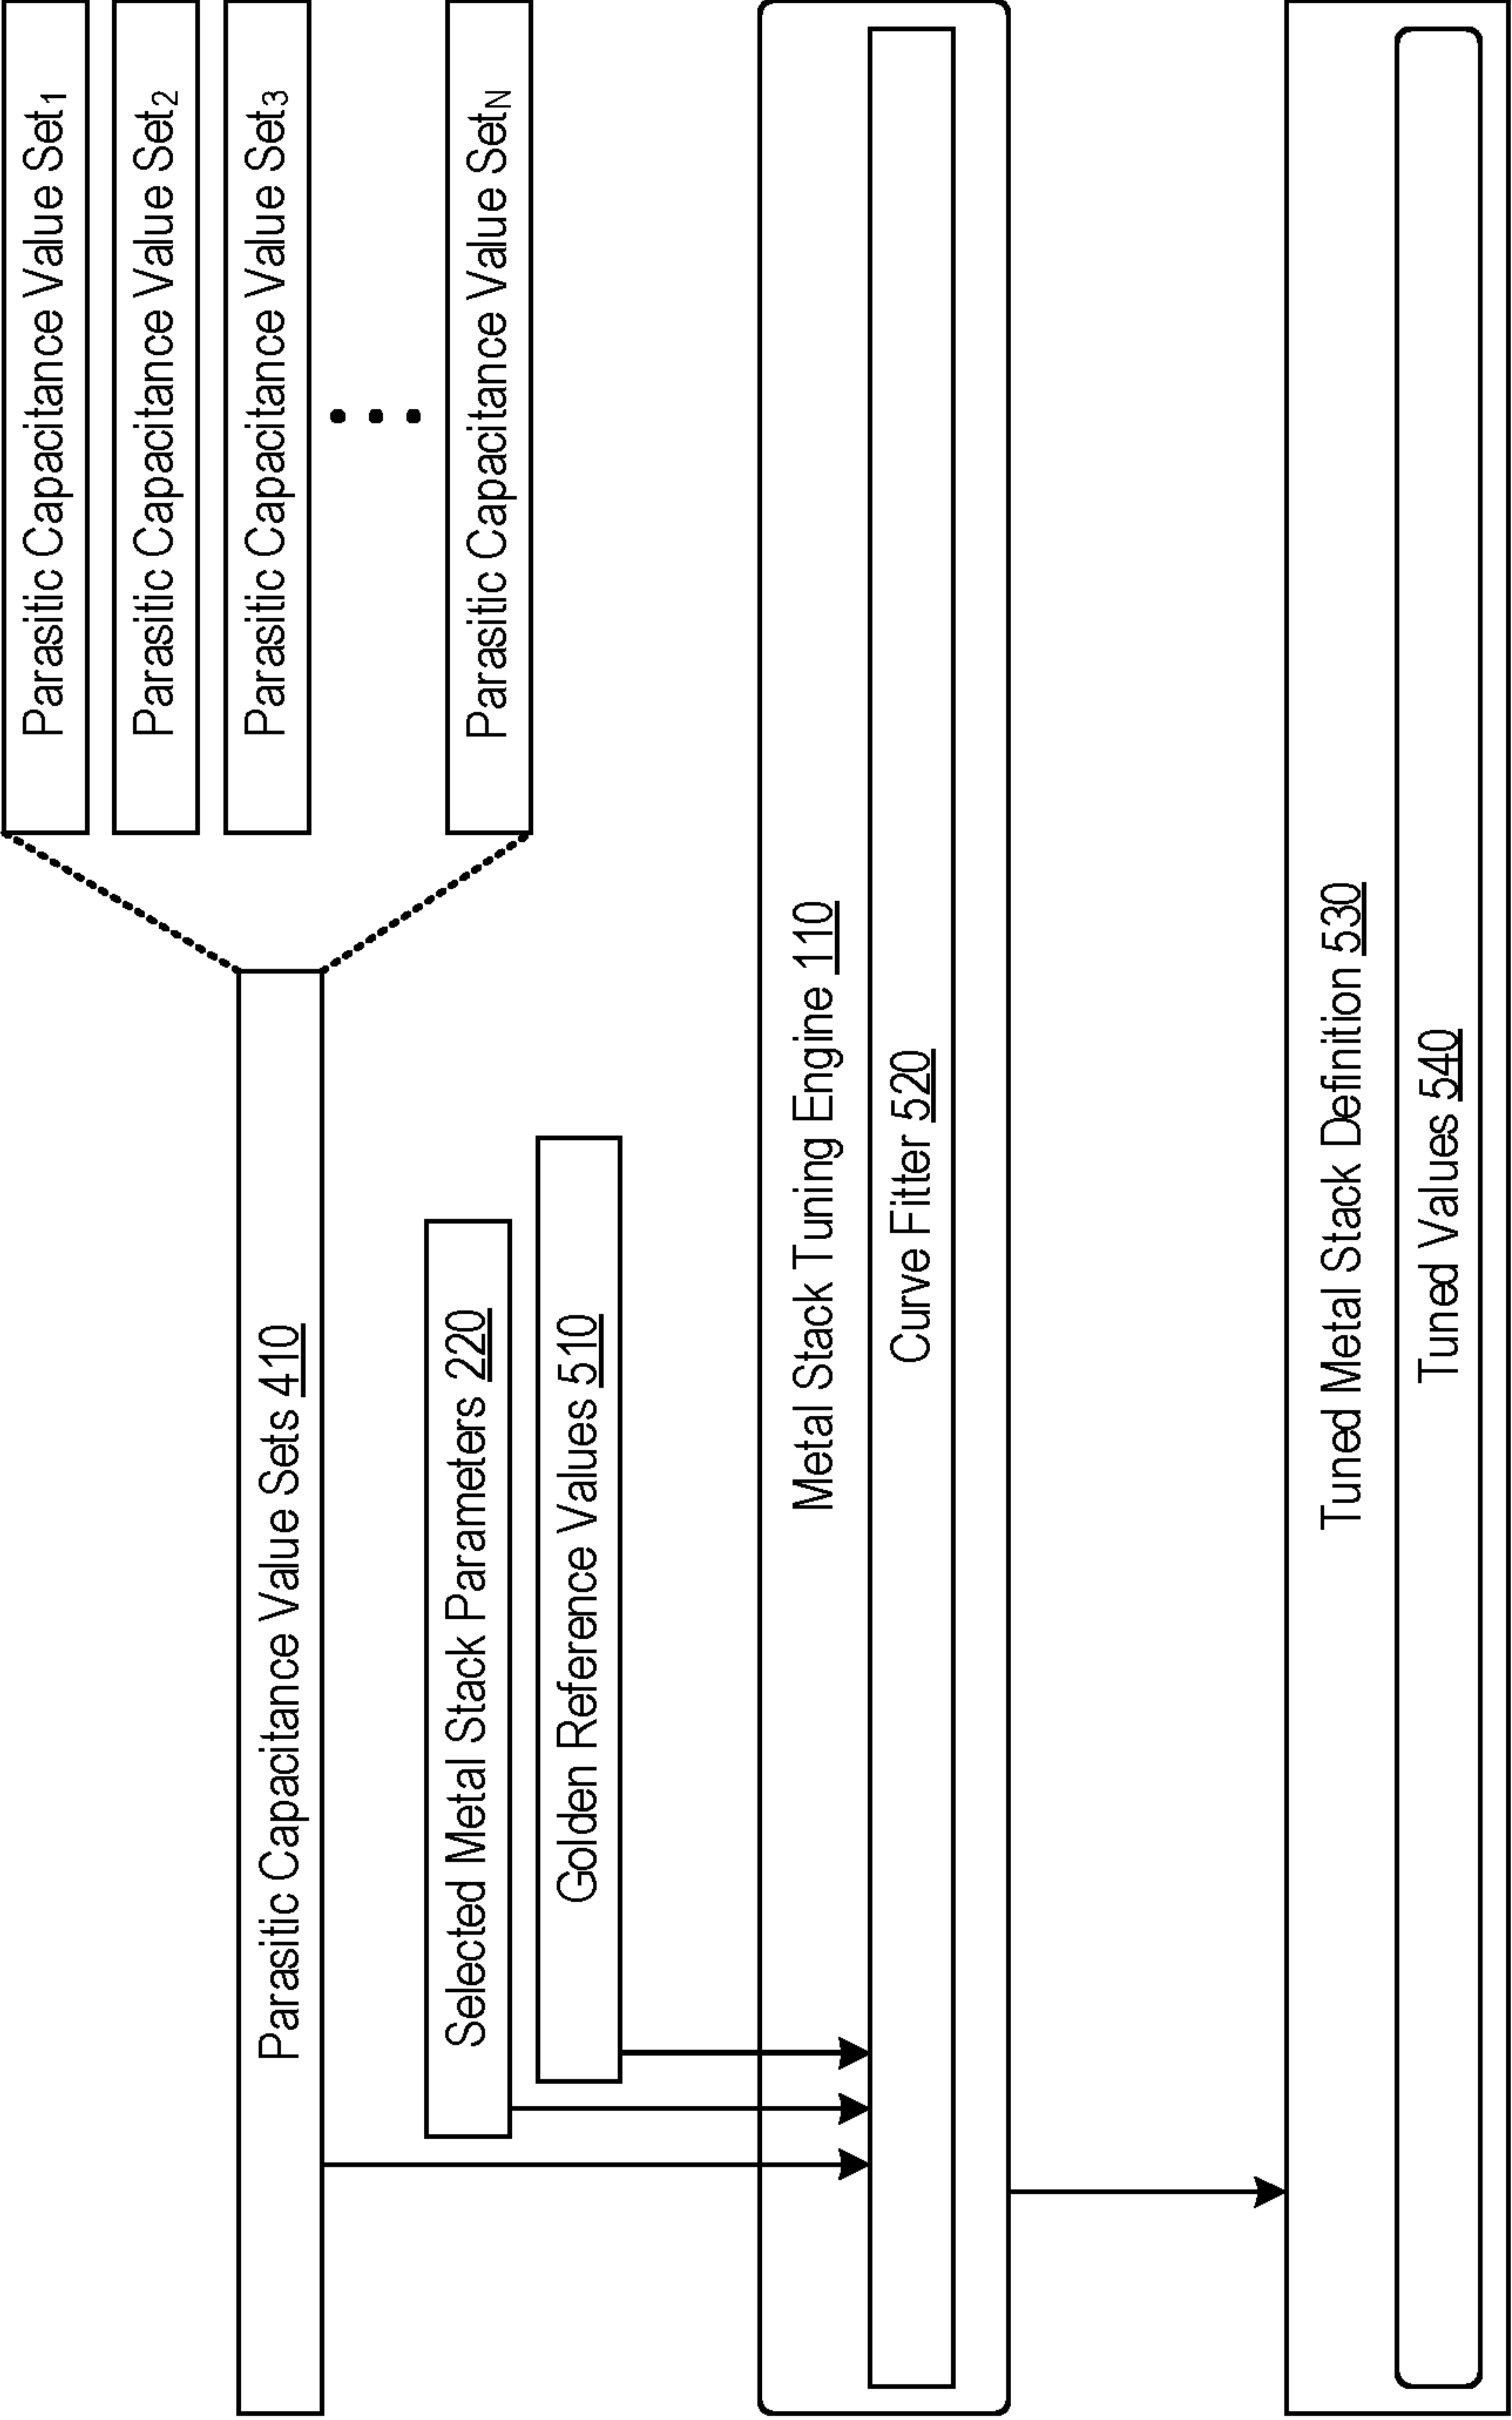 Parasitic Capacitance Value Set1
Parasitic Capacitance Value Set2
Parasitic Capacitance Value Set3
Parasitic Capacitance Value SetN
Parasitic Capacitance Value Sets 410
Selected Metal Stack Parameters 220
Golden Reference Values 510
Metal Stack Tuning Engine 110
Curve Fitter 520
Tuned Metal Stack Definition 530
Tuned Values 540